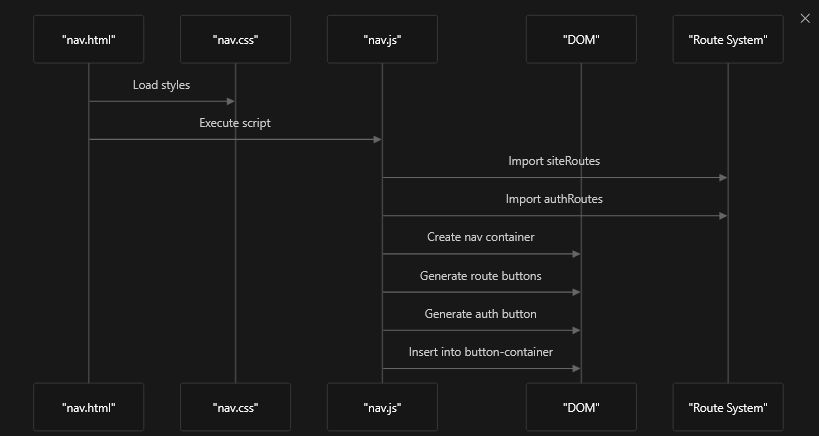 "nav.html"
"nav.css"
"nav.js"
"DOM"
"Route System"
Load styles
Execute script
Import siteRoutes
Import authRoutes
Create nav container
Generate route buttons
Generate auth button
Insert into button-container
"nav.html"
"nav.css"
"nav.js"
"DOM"
"Route System"